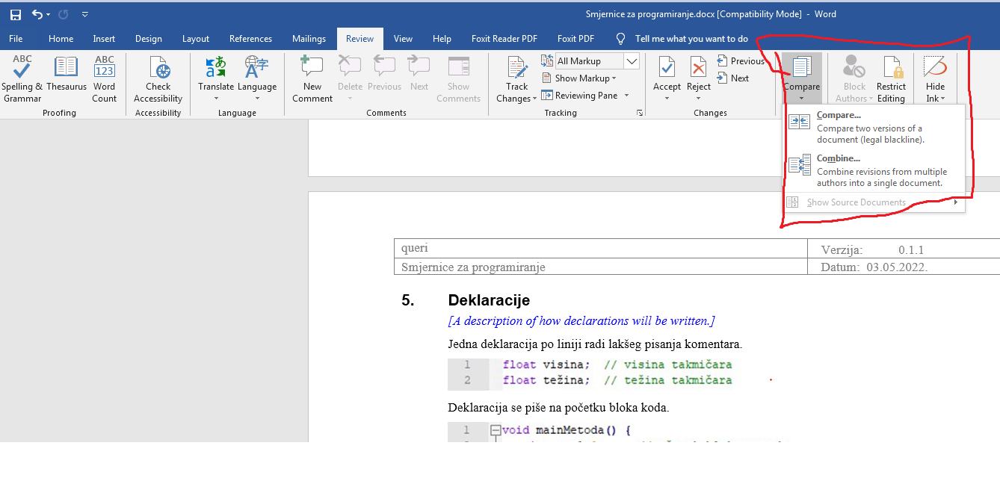 Smjernice za programiranje.docx [Compatibility Mode] - Word
File Home Insert Design Layout References Mailings Review View Help Foxit Reader PDF Foxit PDF Tell me what you want to do
ABC
Spelling &
Grammar
Thesaurus
ABC
123
Word
Count
Proofing
Check
Accessibility
Accessibility
Translate
Language
Language
New
Comment
Delete
Previous
Next
Show
Comments
Comments
Track
Changes
All Markup
Show Markup
Reviewing Pane
Tracking
Accept
Reject
Previous
Next
Changes
Compare
Block
Authors
Restrict
Editing
Hide
Ink
Compare...
Compare two versions of a
document (legal blackline).
Combine...
Combine revisions from multiple
authors into a single document.
Show Source Documents
queri
Verzija: 0.1.1
Smjernice za programiranje
Datum: 03.05.2022.
5. Deklaracije
[A description of how declarations will be written.]
Jedna deklaracija po liniji radi lakšeg pisanja komentara.
1 float visina; // visina takmičara
2 float težina; // težina takmičara
Deklaracija se piše na početku bloka koda.
1 void mainMetoda() {